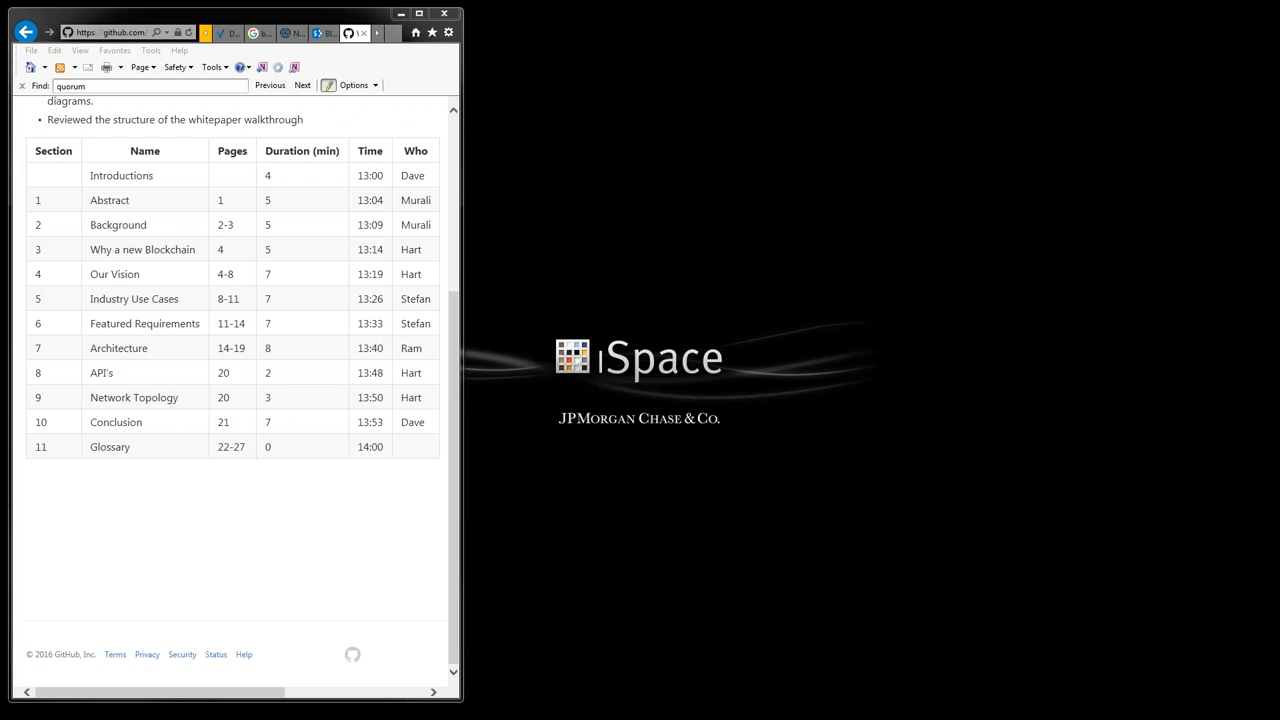 https://github.com/
D...
N...
Bl...
File Edit View Favorites Tools Help
Page Safety Tools
x Find: quorum Previous Next Options
diagrams.
• Reviewed the structure of the whitepaper walkthrough
Section Name Pages Duration (min) Time Who
Introductions 4 13:00 Dave
1 Abstract 1 5 13:04 Murali
2 Background 2-3 5 13:09 Murali
3 Why a new Blockchain 4 5 13:14 Hart
4 Our Vision 4-8 7 13:19 Hart
5 Industry Use Cases 8-11 7 13:26 Stefan
6 Featured Requirements 11-14 7 13:33 Stefan
7 Architecture 14-19 8 13:40 Ram
8 API's 20 2 13:48 Hart
9 Network Topology 20 3 13:50 Hart
10 Conclusion 21 7 13:53 Dave
11 Glossary 22-27 0 14:00
© 2016 GitHub, Inc. Terms Privacy Security Status Help
iSpace
JPMORGAN CHASE & CO.